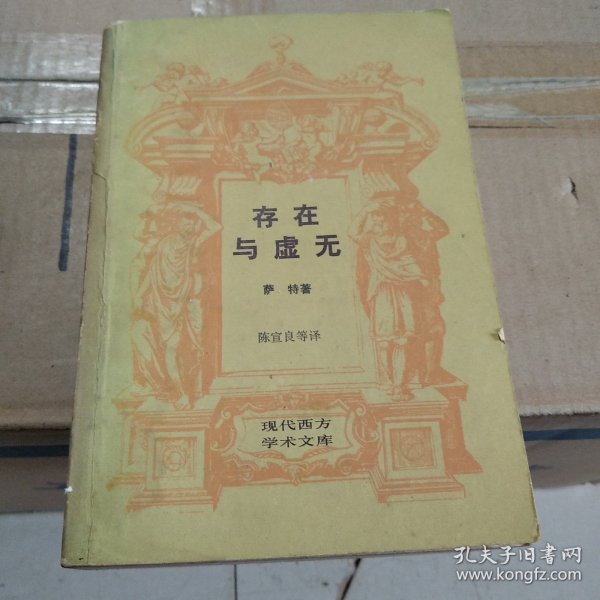 存在
与虚无
萨 特著
陈宣良等译
现代西方
学术文库
孔夫子旧书网
www.kongfz.com